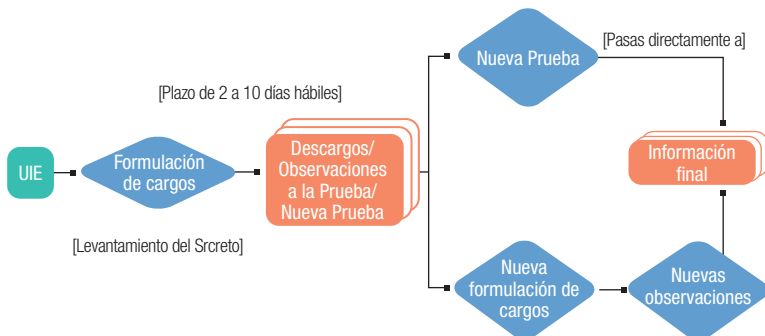 [Plazo de 2 a 10 días hábiles]
UIE
Formulación
de cargos
[Levantamiento del Srcreto]
Descargos/
Observaciones
a la Prueba/
Nueva Prueba
Nueva Prueba
[Pasas directamente a]
Información
final
Nueva
formulación de
cargos
Nuevas
observaciones